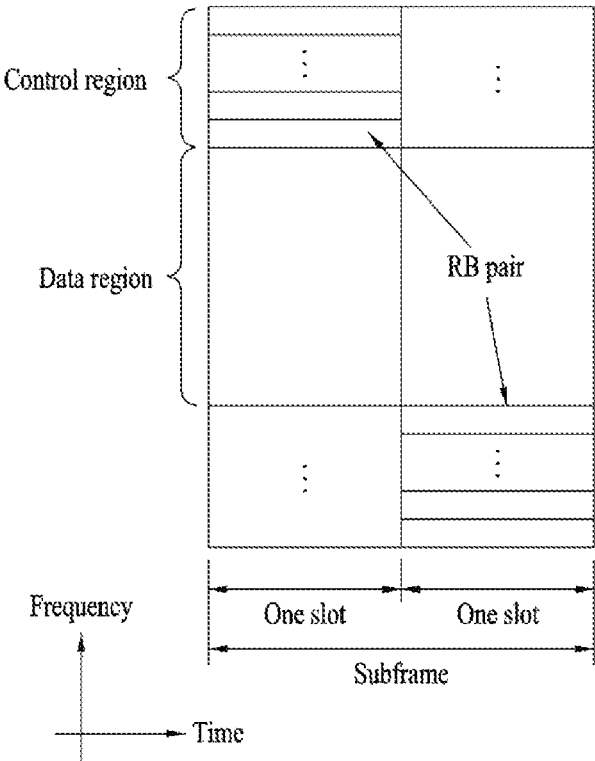 Control region
Data region
RB pair
One slot
One slot
Subframe
Frequency
Time